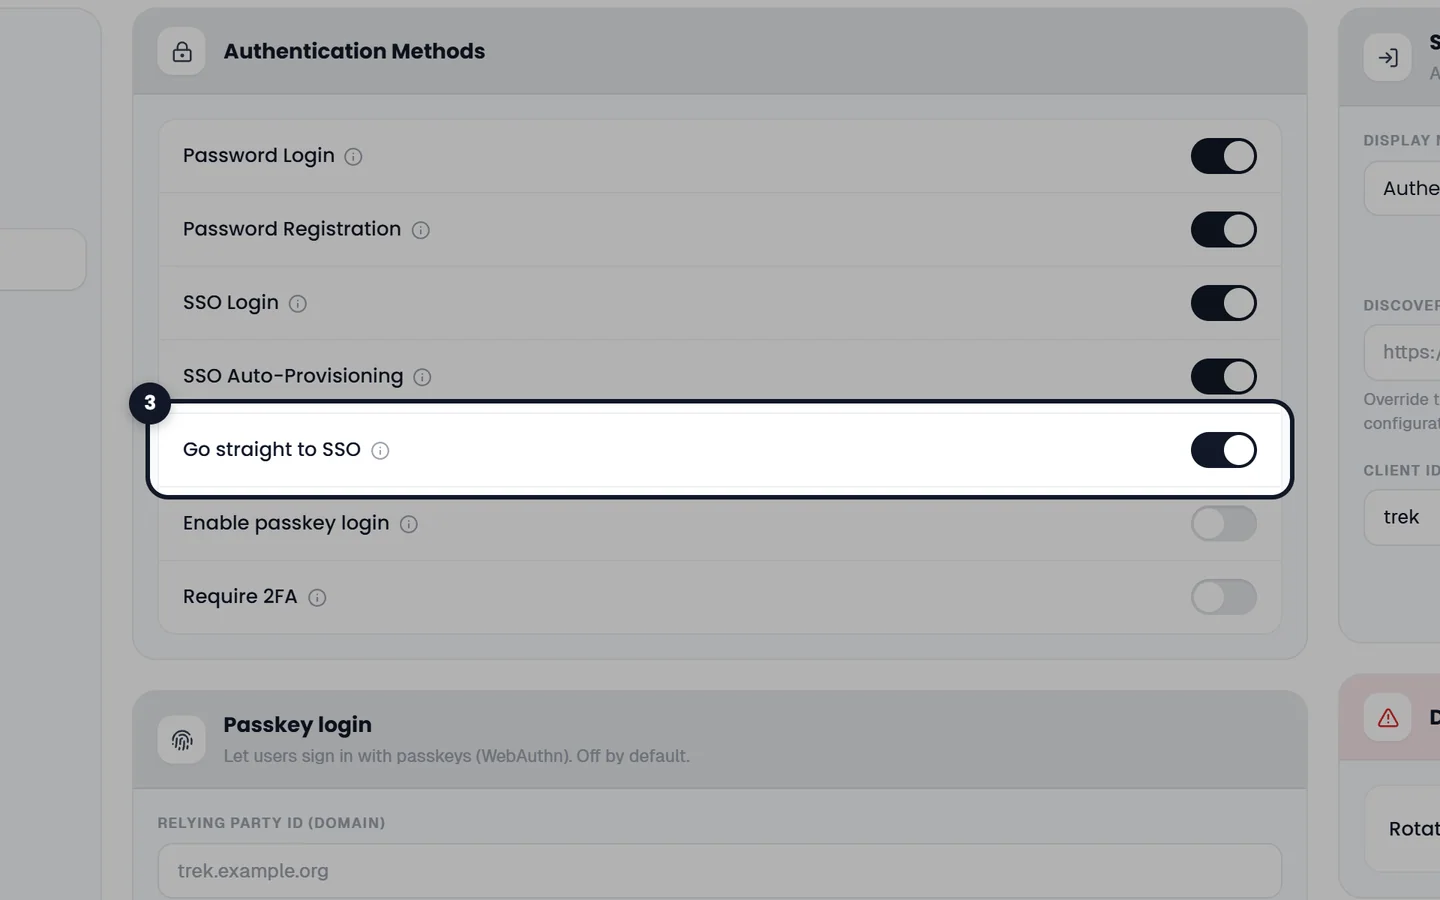 Authentication Methods
Password Login
Password Registration
SSO Login
SSO Auto-Provisioning
3
Go straight to SSO
Enable passkey login
Require 2FA
Passkey login
Let users sign in with passkeys (WebAuthn). Off by default.
RELYING PARTY ID (DOMAIN)
trek.example.org
DISPLAY
Authe
DISCOVER
https:/
Override t
configurat
CLIENT ID
trek
Rotat